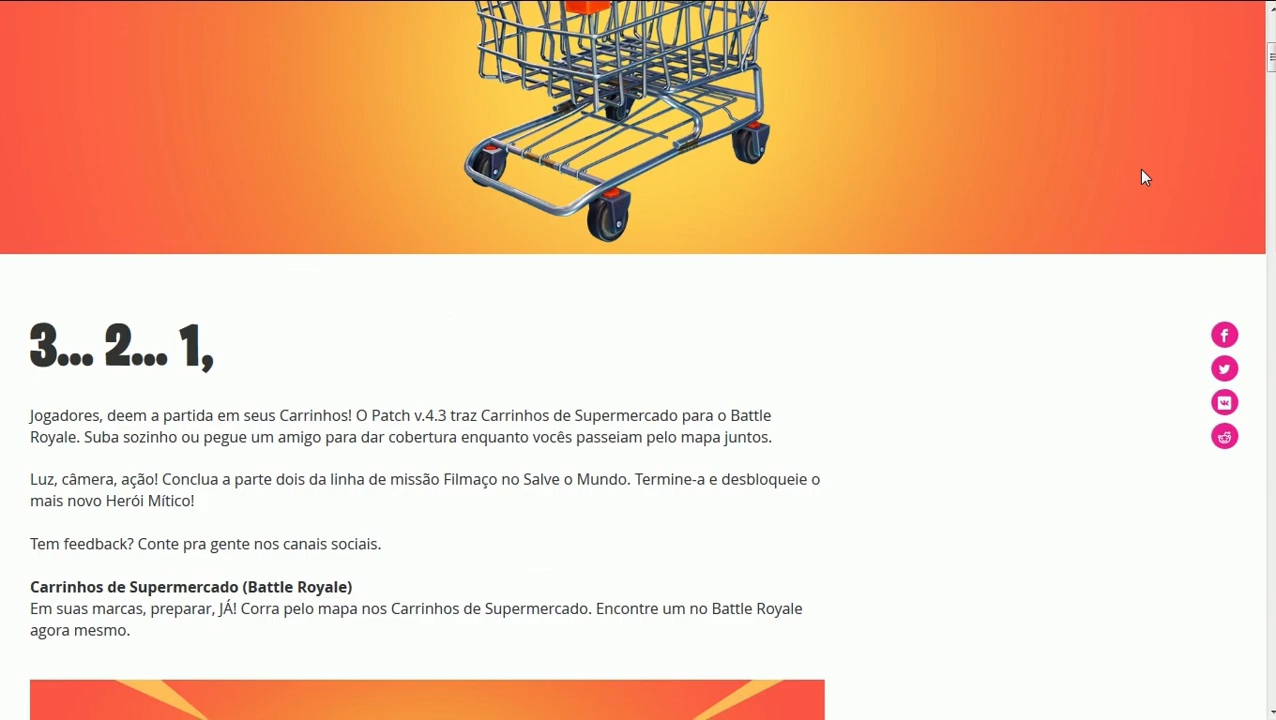 3... 2... 1,
Jogadores, deem a partida em seus Carrinhos! O Patch v.4.3 traz Carrinhos de Supermercado para o Battle
Royale. Suba sozinho ou pegue um amigo para dar cobertura enquanto vocês passeiam pelo mapa juntos.
Luz, câmera, ação! Conclua a parte dois da linha de missão Filmaço no Salve o Mundo. Termine-a e desbloqueie o
mais novo Herói Mítico!
Tem feedback? Conte pra gente nos canais sociais.
Carrinhos de Supermercado (Battle Royale)
Em suas marcas, preparar, JÁ! Corra pelo mapa nos Carrinhos de Supermercado. Encontre um no Battle Royale
agora mesmo.